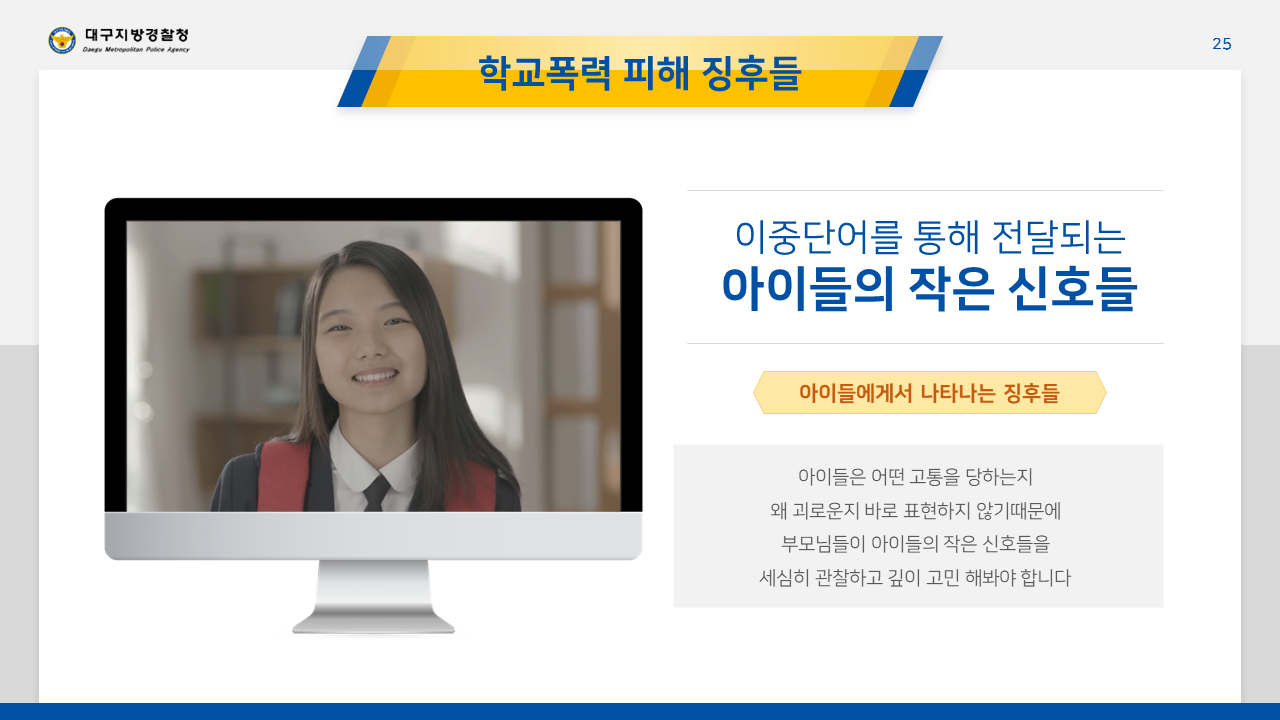 대구지방경찰청
Daegu Metropolitan Police Agency
25
학교폭력 피해 징후들
이중단어를 통해 전달되는
아이들의 작은 신호들
아이들에게서 나타나는 징후들
아이들은 어떤 고통을 당하는지
왜 괴로운지 바로 표현하지 않기때문에
부모님들이 아이들의 작은 신호들을
세심히 관찰하고 깊이 고민 해봐야 합니다